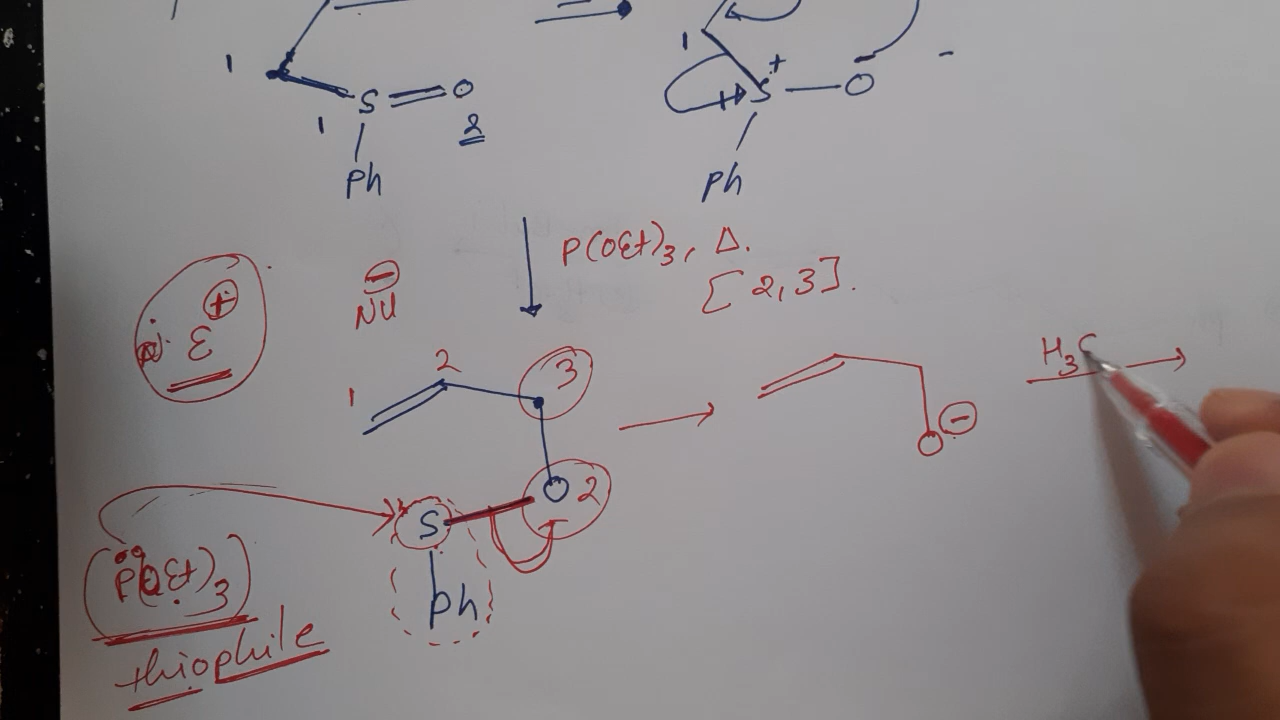 1 S = O
1 2
Ph
1 S+ — O -
Ph
P(OEt)3, Δ.
[2,3].
E +
Nu -
1 2 3
O 2
S
Ph
O -
H3C
P(OEt)3
thiophile